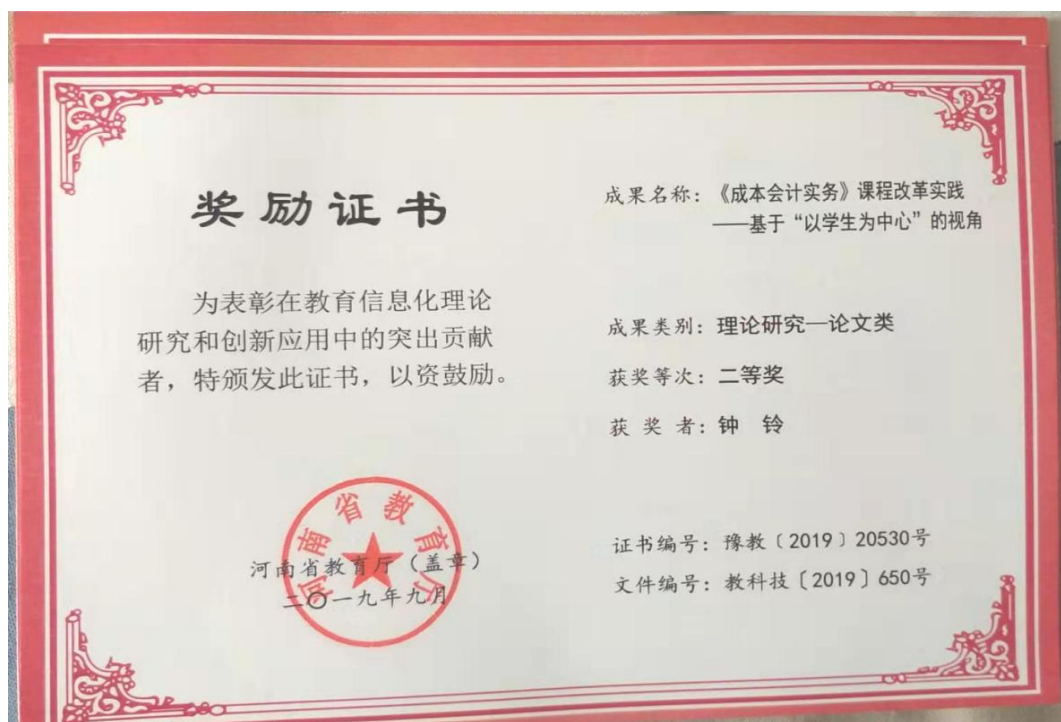 奖励证书
为表彰在教育信息化理论
研究和创新应用中的突出贡献
者，特颁发此证书，以资鼓励。
河南省教育厅
河南省教育厅（盖章）
二〇一九年九月
成果名称：《成本会计实务》课程改革实践
——基于“以学生为中心”的视角
成果类别：理论研究—论文类
获奖等次：二等奖
获 奖 者：钟 铃
证书编号：豫教〔2019〕20530号
文件编号：教科技〔2019〕650号